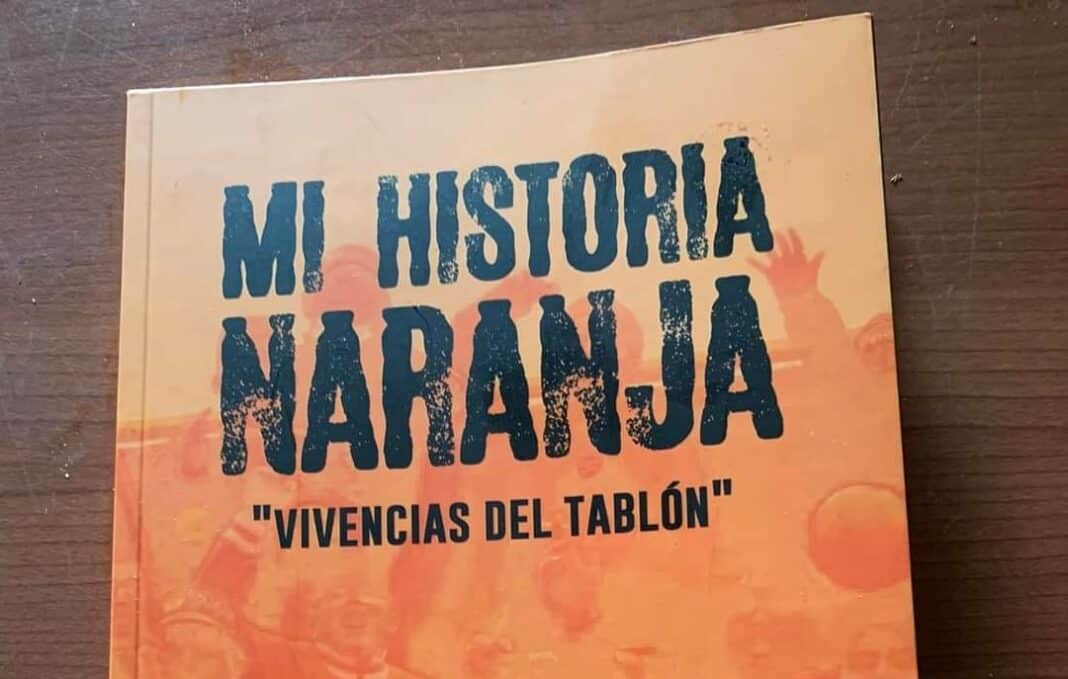 MI HISTORIA
NARANJA
"VIVENCIAS DEL TABLÓN"